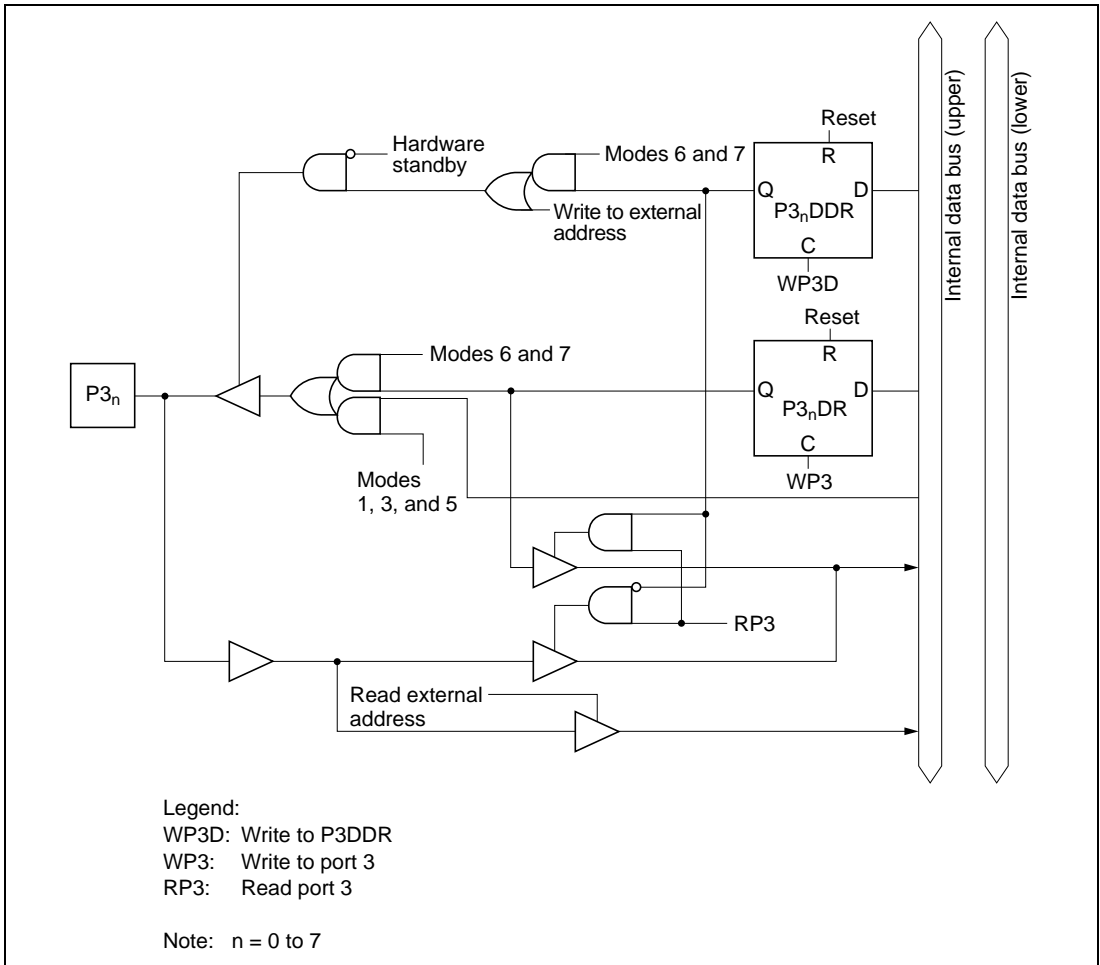 Reset
Hardware
standby
Modes 6 and 7
R
Q
D
P3nDDR
Write to external
address
C
WP3D
Reset
Modes 6 and 7
R
P3n
Q
D
P3nDR
C
WP3
Modes
1, 3, and 5
RP3
Read external
address
Internal data bus (upper)
Internal data bus (lower)
Legend:
WP3D: Write to P3DDR
WP3: Write to port 3
RP3: Read port 3
Note: n = 0 to 7